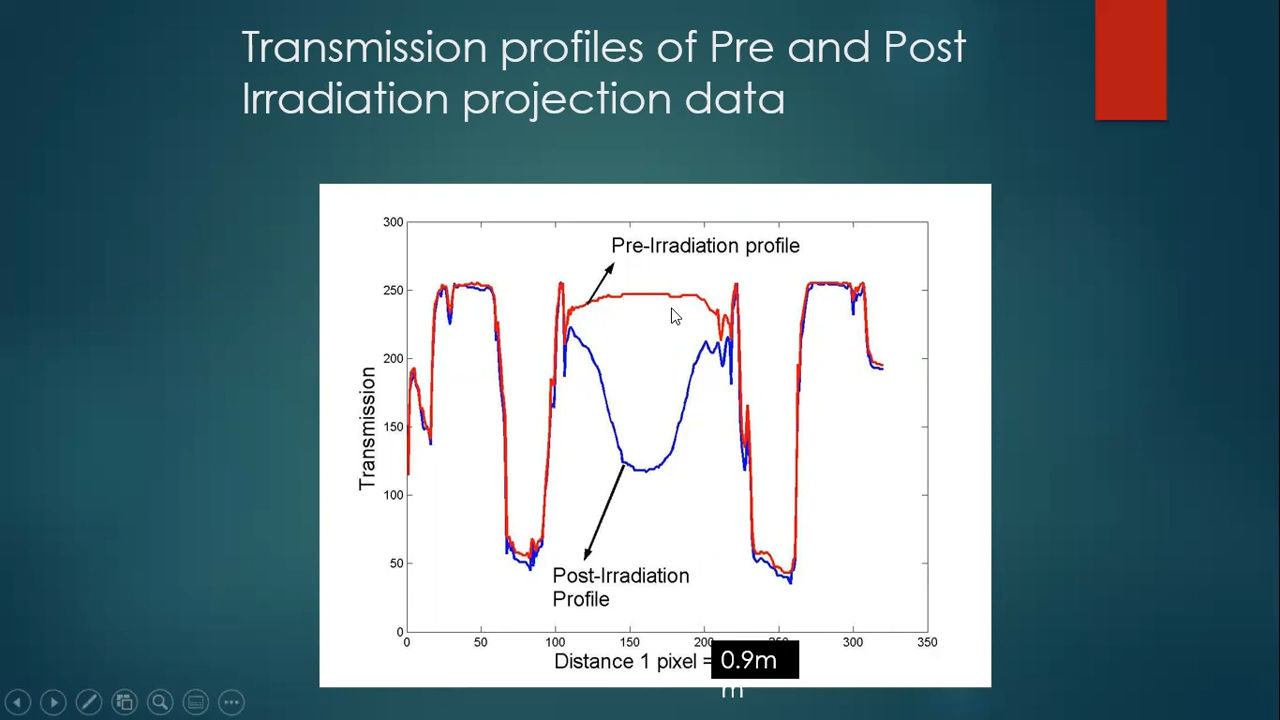 Transmission profiles of Pre and Post
Irradiation projection data
300
Pre-Irradiation profile
250
200
Transmission
150
100
Post-Irradiation
Profile
50
0
0 50 100 150 200 250 300 350
Distance 1 pixel = 0.9m
m